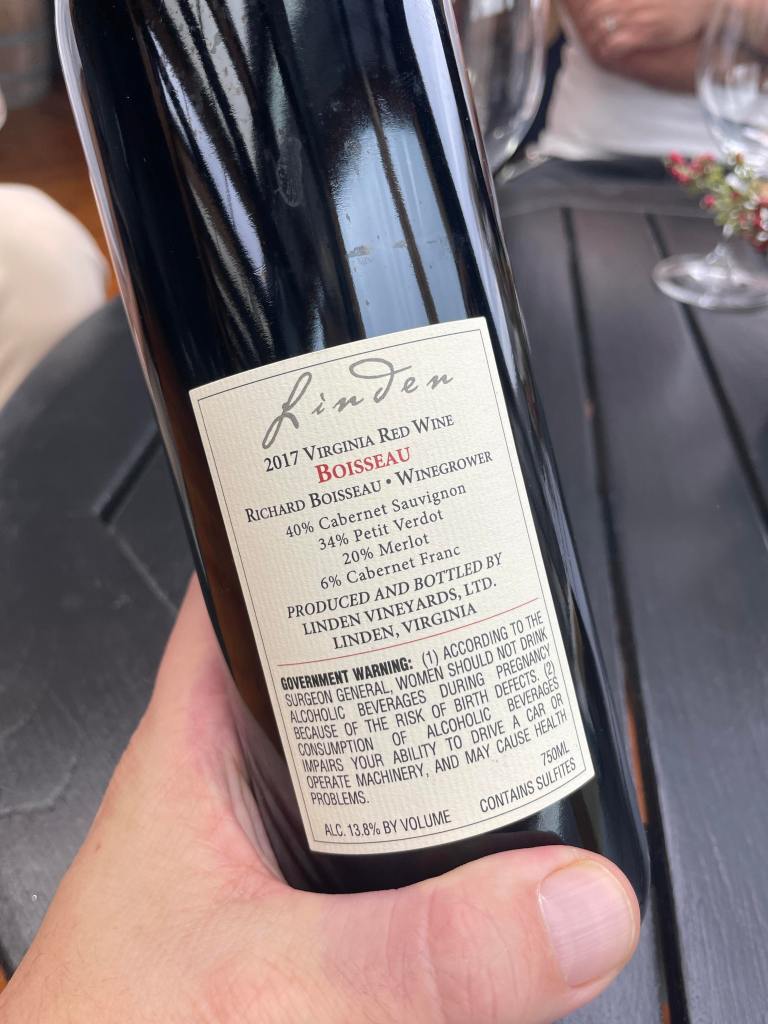 Linden
2017 Virginia Red Wine
Boisseau
Richard Boisseau • Winegrower
40% Cabernet Sauvignon
34% Petit Verdot
20% Merlot
6% Cabernet Franc
PRODUCED AND BOTTLED BY
LINDEN VINEYARDS, LTD.
LINDEN, VIRGINIA
GOVERNMENT WARNING: (1) ACCORDING TO THE
SURGEON GENERAL, WOMEN SHOULD NOT DRINK
ALCOHOLIC BEVERAGES DURING PREGNANCY
BECAUSE OF THE RISK OF BIRTH DEFECTS. (2)
CONSUMPTION OF ALCOHOLIC BEVERAGES
IMPAIRS YOUR ABILITY TO DRIVE A CAR OR
OPERATE MACHINERY, AND MAY CAUSE HEALTH
PROBLEMS.
750ML
ALC. 13.8% BY VOLUME CONTAINS SULFITES